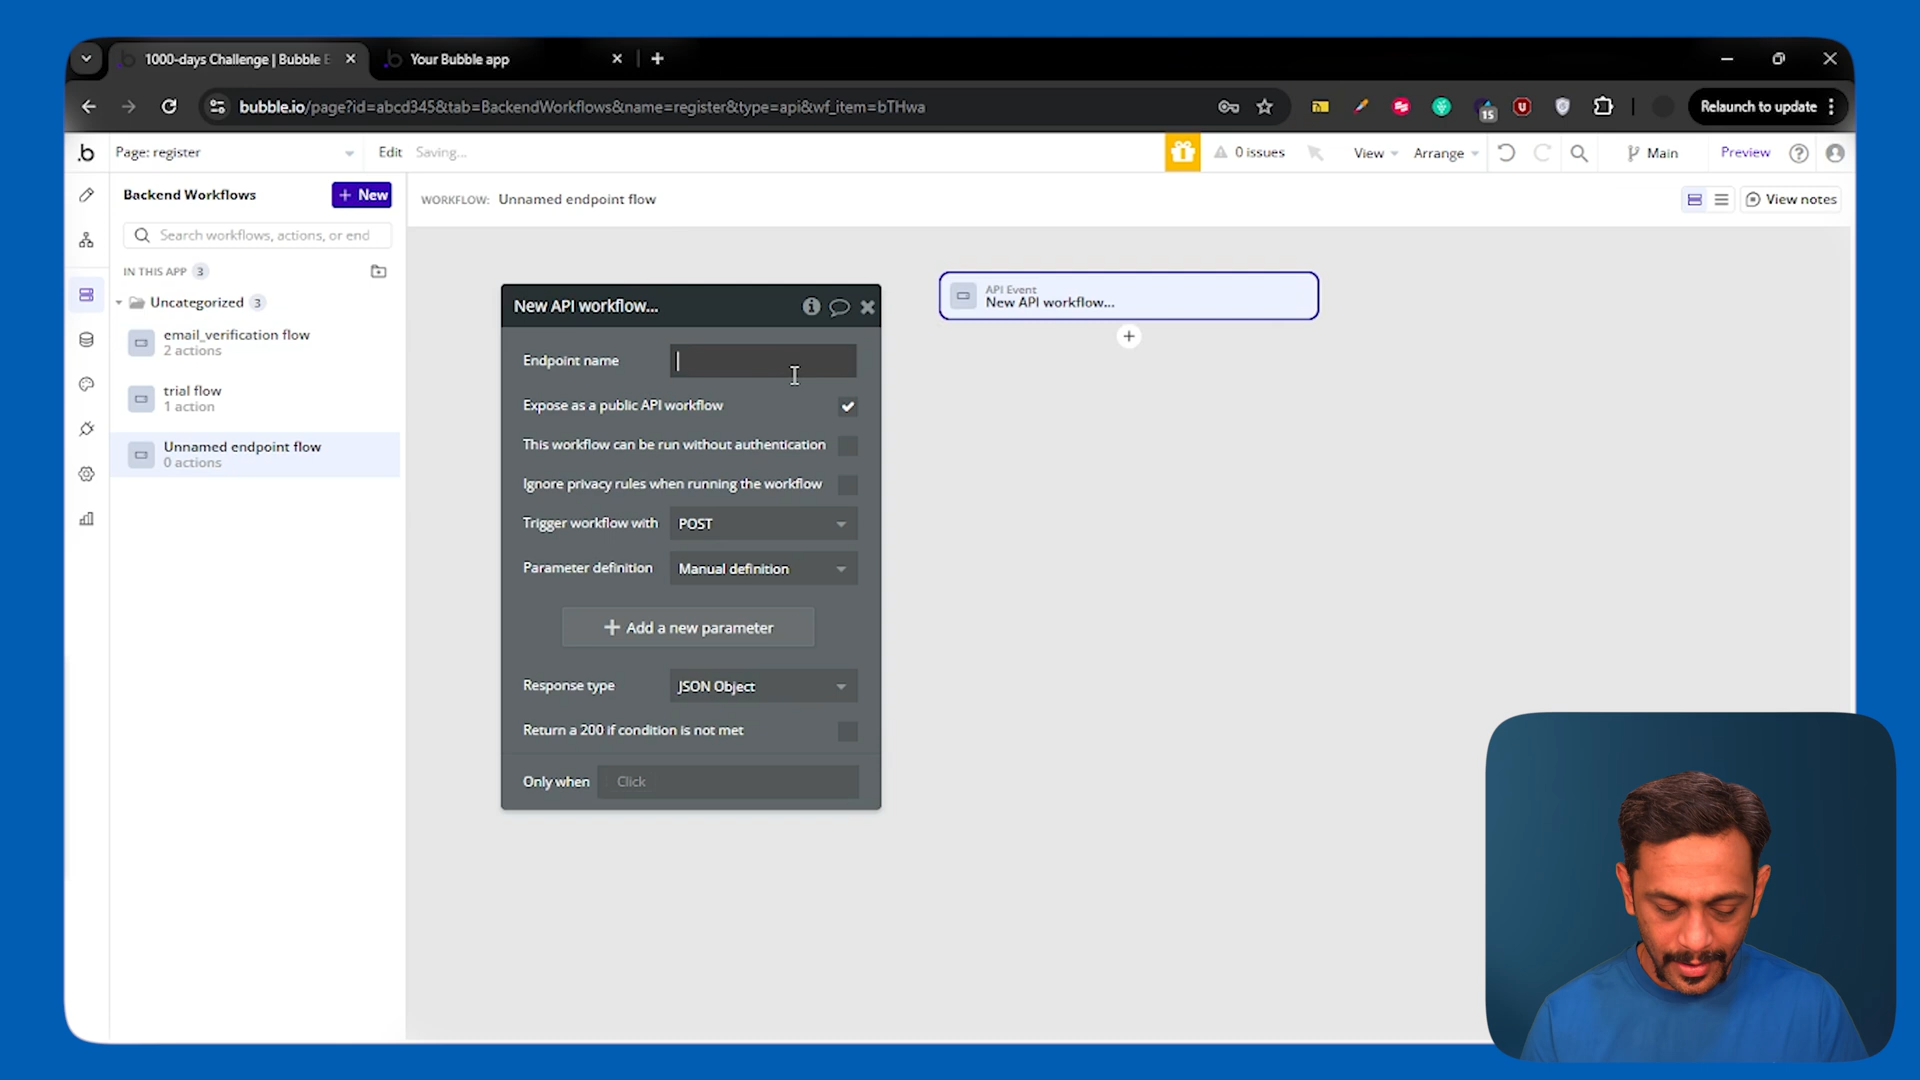 1000-days Challenge | Bubble E
Your Bubble app
bubble.io/page?id=abcd345&tab=BackendWorkflows&name=register&type=api&wf_item=bTHwa
15
Relaunch to update
Page: register
Edit
Saving...
0 issues
View
Arrange
Main
Preview
Backend Workflows
+ New
WORKFLOW: Unnamed endpoint flow
View notes
Search workflows, actions, or end
IN THIS APP 3
Uncategorized 3
email_verification flow
2 actions
trial flow
1 action
Unnamed endpoint flow
0 actions
New API workflow...
Endpoint name
Expose as a public API workflow
This workflow can be run without authentication
Ignore privacy rules when running the workflow
Trigger workflow with POST
Parameter definition Manual definition
+ Add a new parameter
Response type JSON Object
Return a 200 if condition is not met
Only when Click
API Event
New API workflow...